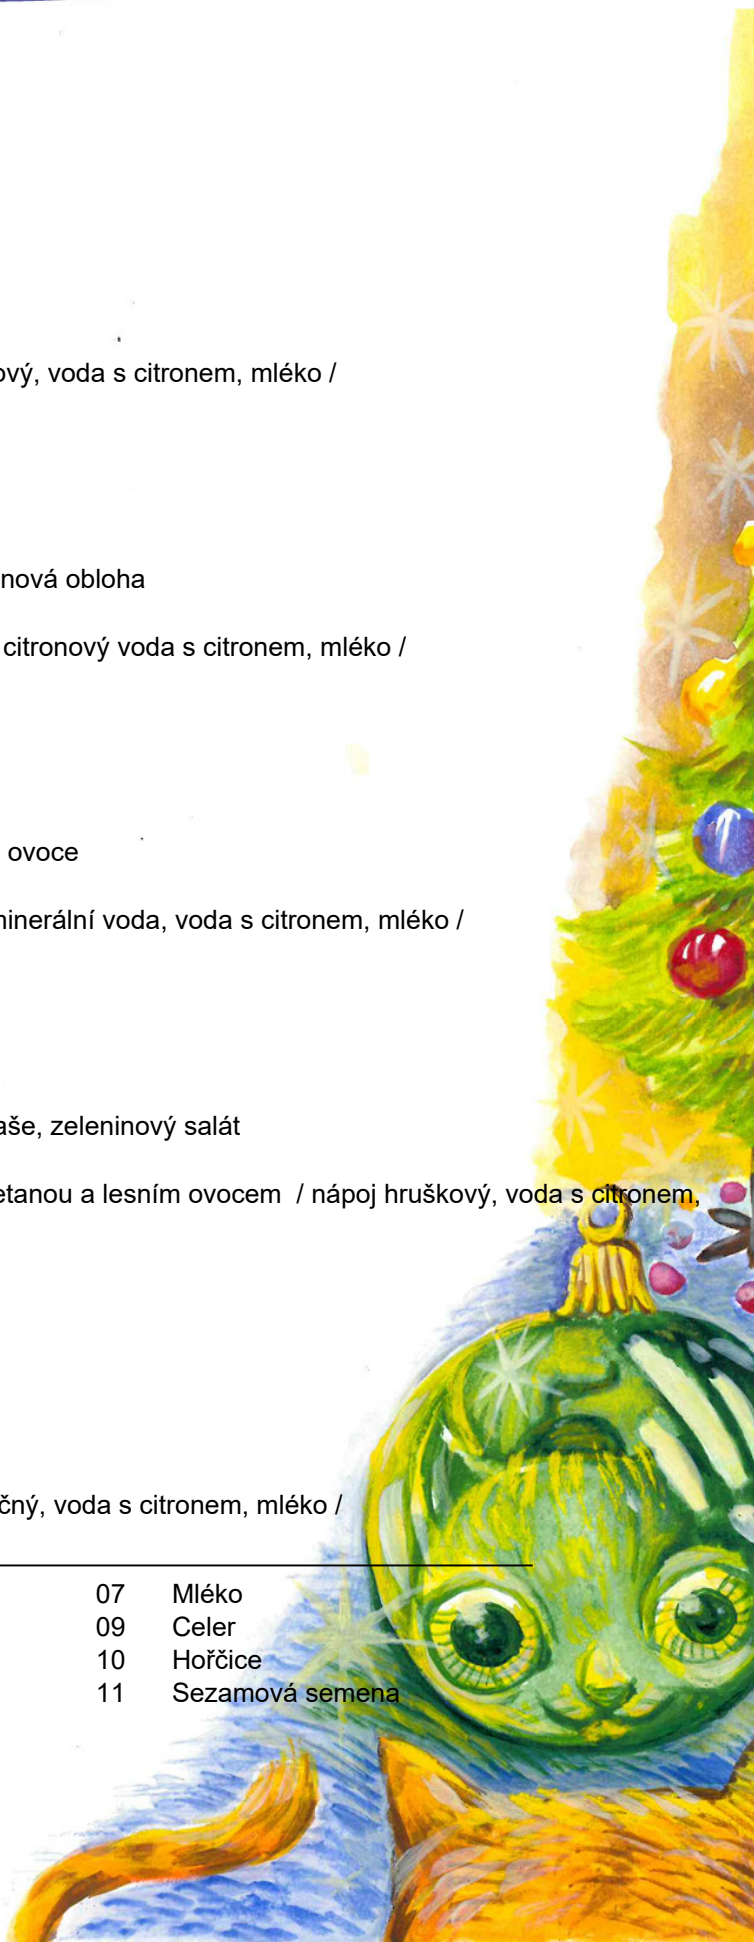 ový, voda s citronem, mléko /
nová obloha
citronový voda s citronem, mléko /
ovoce
inerální voda, voda s citronem, mléko /
aše, zeleninový salát
etanou a lesním ovocem / nápoj hruškový, voda s citronem,
čný, voda s citronem, mléko /
07 Mléko
09 Celer
10 Hořčice
11 Sezamová semena